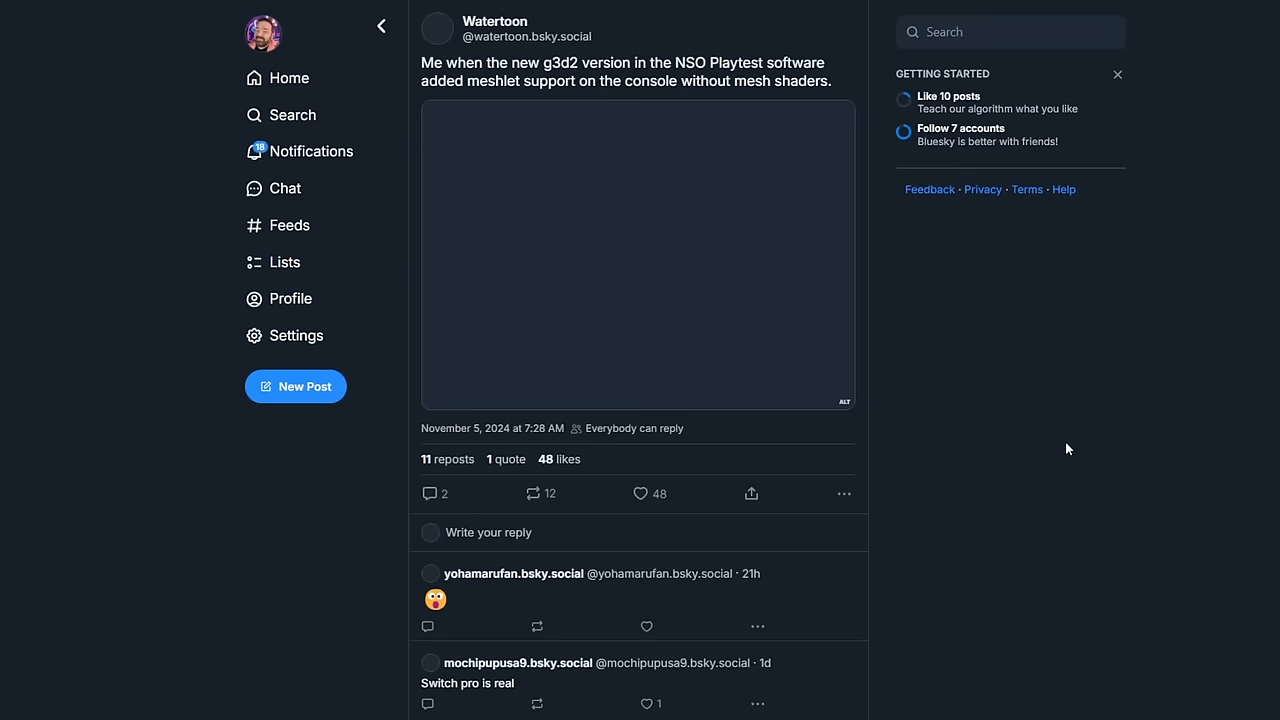 Home
Search
18
Notifications
Chat
Feeds
Lists
Profile
Settings
New Post
Watertoon
@watertoon.bsky.social
Me when the new g3d2 version in the NSO Playtest software
added meshlet support on the console without mesh shaders.
ALT
November 5, 2024 at 7:28 AM Everybody can reply
11 reposts 1 quote 48 likes
2 12 48
Write your reply
yohamarufan.bsky.social @yohamarufan.bsky.social · 21h
mochipupusa9.bsky.social @mochipupusa9.bsky.social · 1d
Switch pro is real
1
Search
GETTING STARTED
Like 10 posts
Teach our algorithm what you like
Follow 7 accounts
Bluesky is better with friends!
Feedback · Privacy · Terms · Help